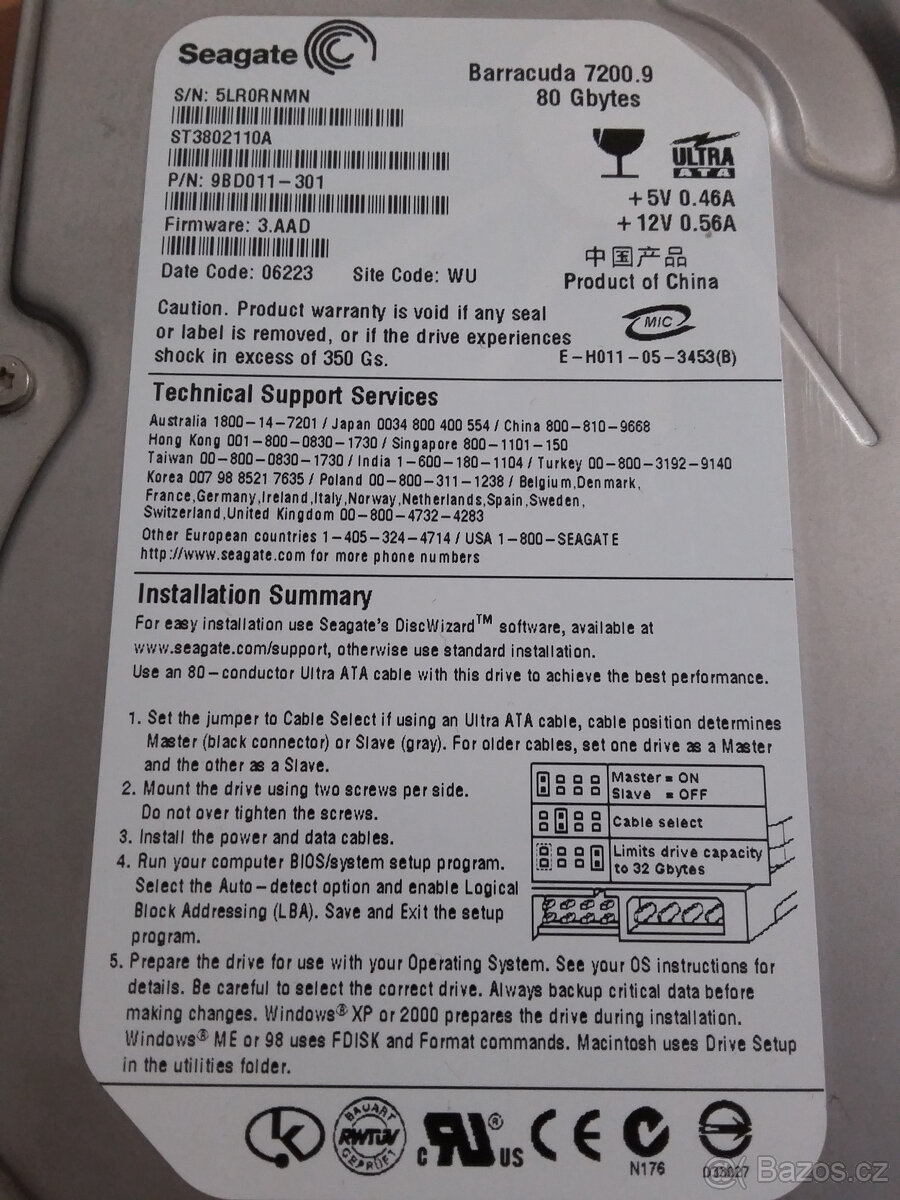 Seagate
Barracuda 7200.9
80 Gbytes
S/N: 5LR0RNMN
ST3802110A
P/N: 9BD011-301
Firmware: 3.AAD
Date Code: 06223 Site Code: WU
ULTRA
ATA
+5V 0.46A
+12V 0.56A
中国产品
Product of China
Caution. Product warranty is void if any seal
or label is removed, or if the drive experiences
shock in excess of 350 Gs.
MIC
E-H011-05-3453(B)
Technical Support Services
Australia 1800-14-7201 / Japan 0034 800 400 554 / China 800-810-9668
Hong Kong 001-800-0830-1730 / Singapore 800-1101-150
Taiwan 00-800-0830-1730 / India 1-600-180-1104 / Turkey 00-800-3192-9140
Korea 007 98 8521 7635 / Poland 00-800-311-1238 / Belgium,Denmark,
France,Germany,Ireland,Italy,Norway,Netherlands,Spain,Sweden,
Switzerland,United Kingdom 00-800-4732-4283
Other European countries 1-405-324-4714 / USA 1-800-SEAGATE
http://www.seagate.com for more phone numbers
Installation Summary
For easy installation use Seagate's DiscWizard™ software, available at
www.seagate.com/support, otherwise use standard installation.
Use an 80-conductor Ultra ATA cable with this drive to achieve the best performance.
1. Set the jumper to Cable Select if using an Ultra ATA cable, cable position determines
Master (black connector) or Slave (gray). For older cables, set one drive as a Master
and the other as a Slave.
2. Mount the drive using two screws per side.
Do not over tighten the screws.
3. Install the power and data cables.
4. Run your computer BIOS/system setup program.
Select the Auto-detect option and enable Logical
Block Addressing (LBA). Save and Exit the setup
program.
Master = ON
Slave = OFF
Cable select
Limits drive capacity
to 32 Gbytes
5. Prepare the drive for use with your Operating System. See your OS instructions for
details. Be careful to select the correct drive. Always backup critical data before
making changes. Windows® XP or 2000 prepares the drive during installation.
Windows® ME or 98 uses FDISK and Format commands. Macintosh uses Drive Setup
in the utilities folder.
BAUART
RWTÜV
GEPRÜFT
c RU ® US
CE
N176
D33027
Bazos.cz